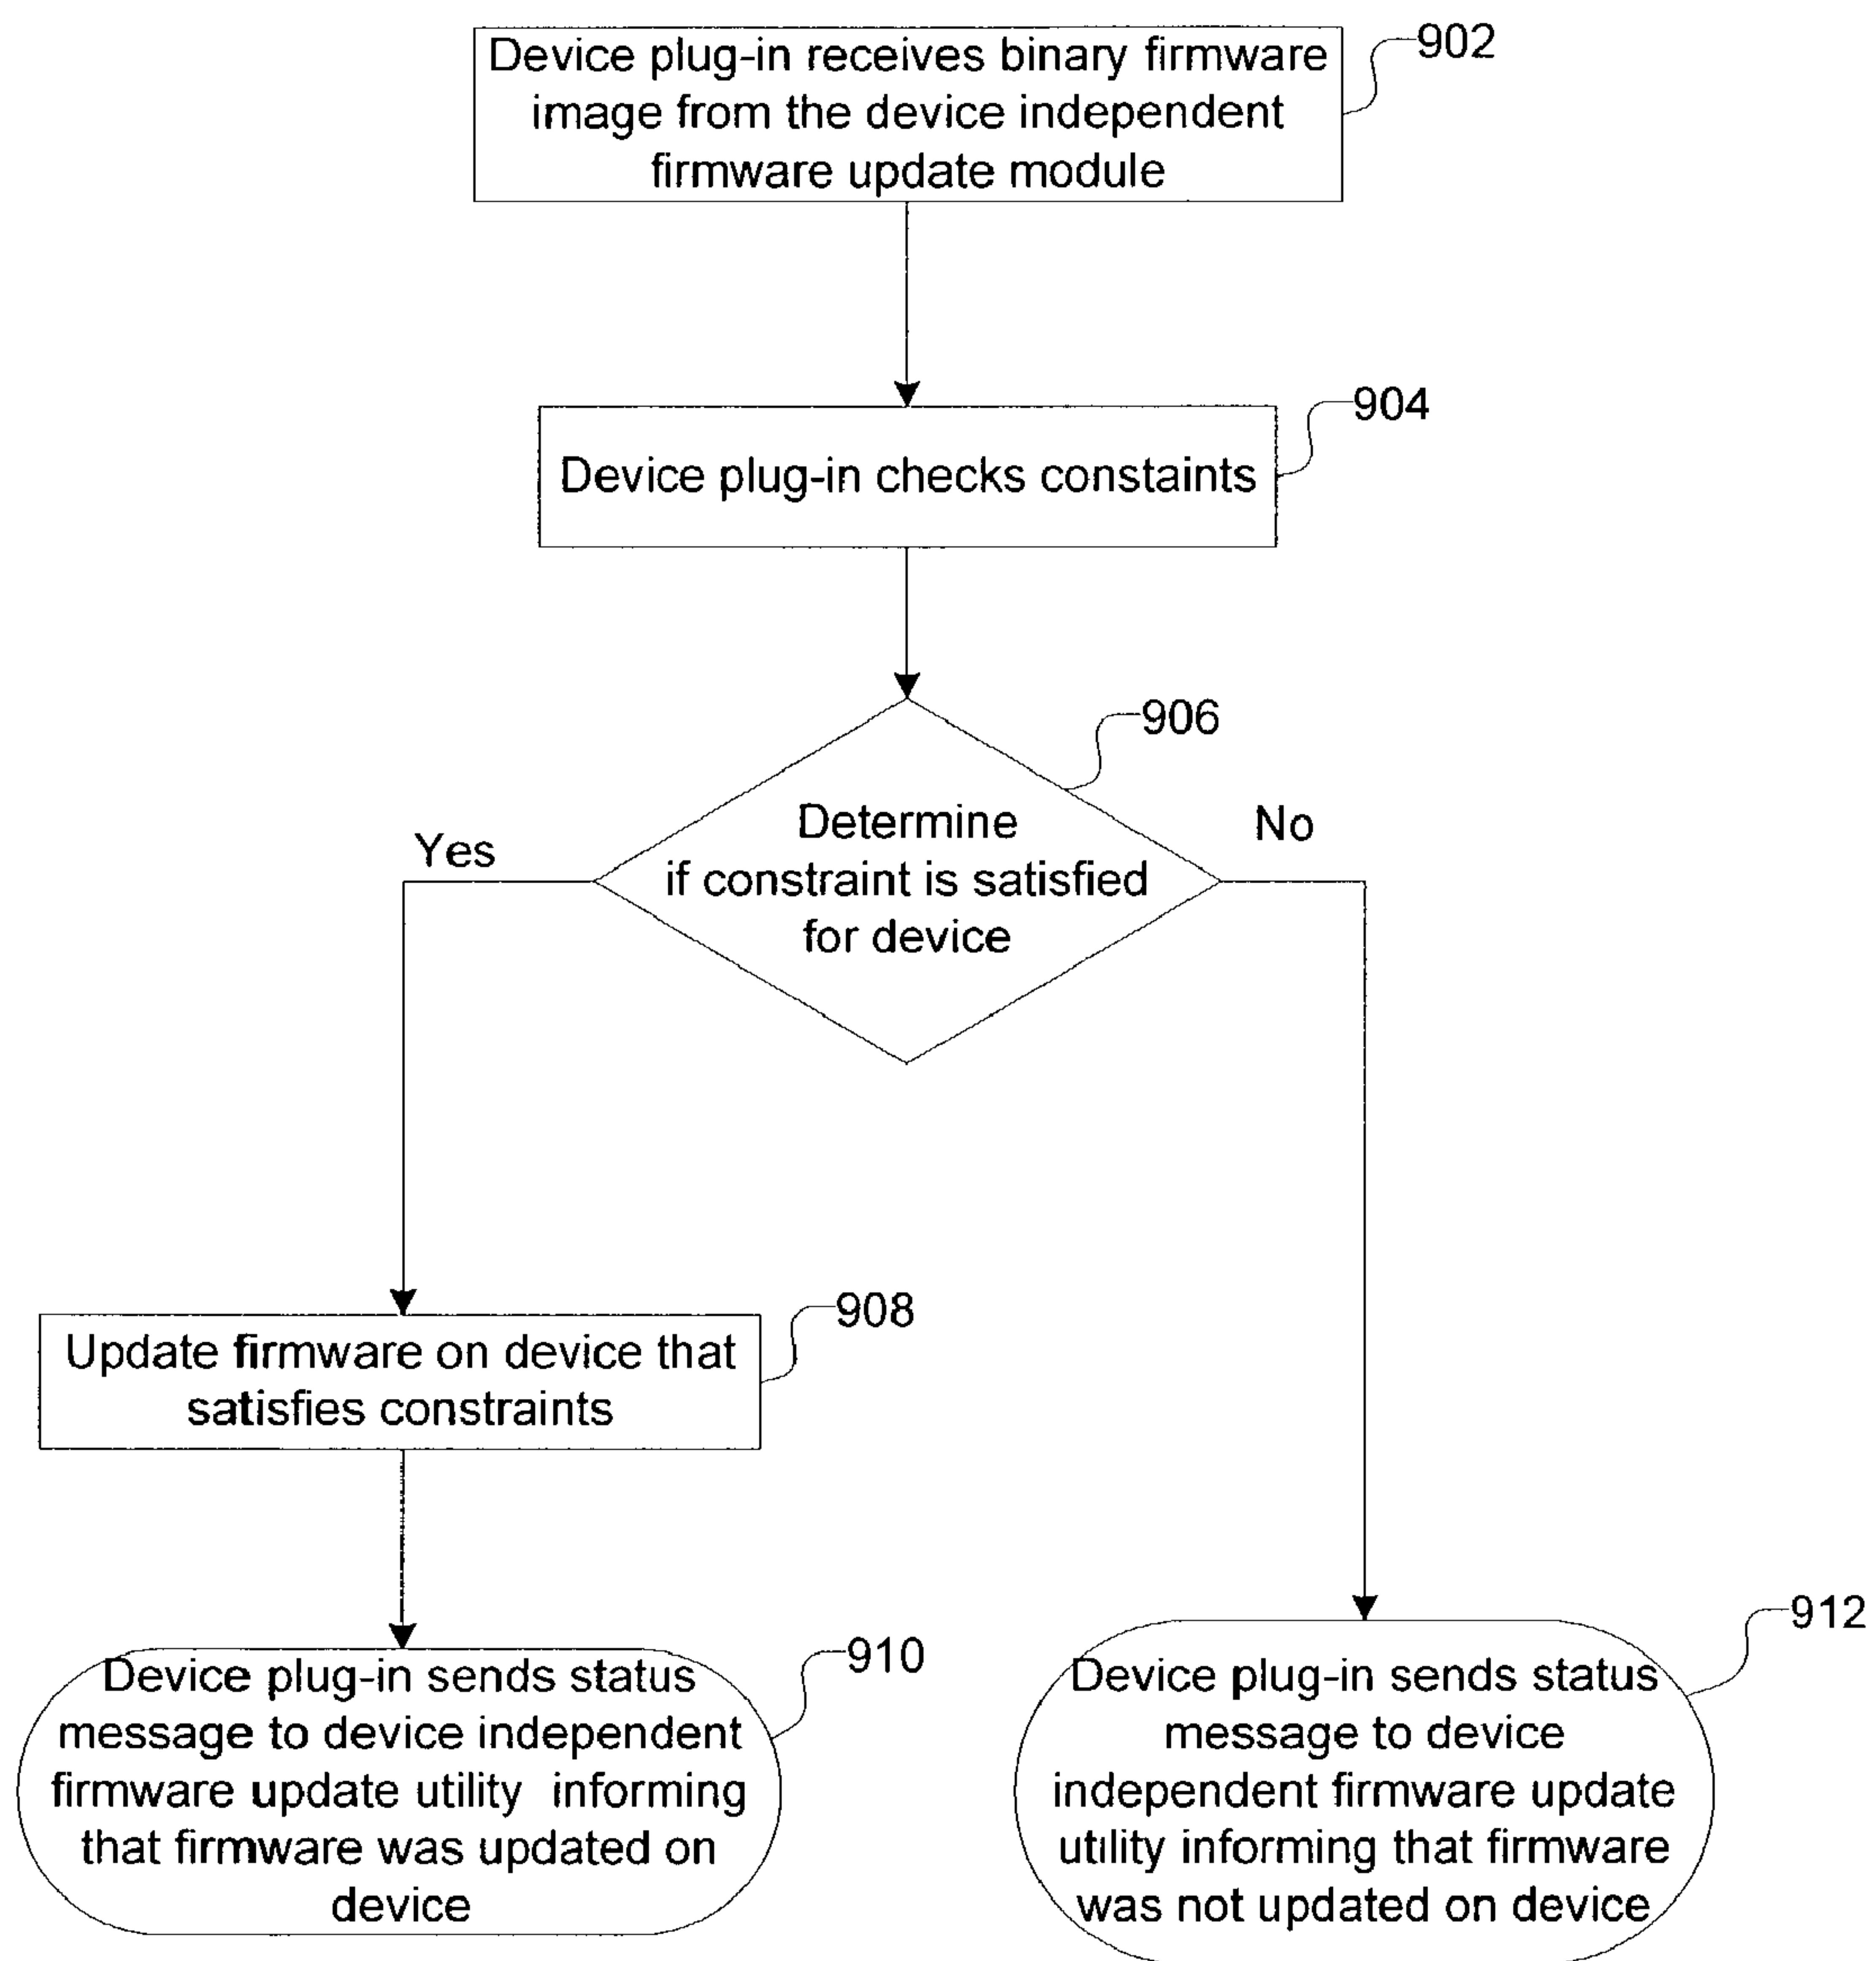 Device plug-in receives binary firmware
image from the device independent
firmware update module
902
Device plug-in checks constaints
904
Determine
if constraint is satisfied
for device
906
Yes
No
Update firmware on device that
satisfies constraints
908
Device plug-in sends status
message to device independent
firmware update utility informing
that firmware was updated on
device
910
Device plug-in sends status
message to device
independent firmware update
utility informing that firmware
was not updated on device
912